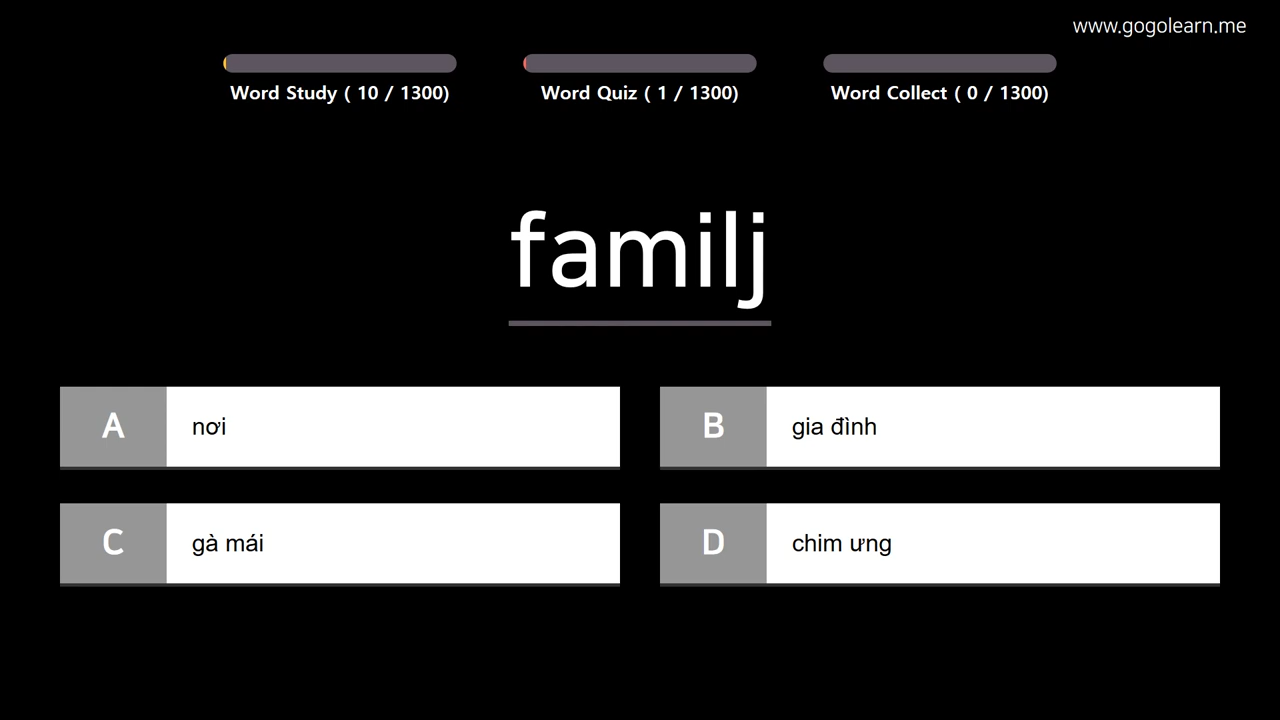 www.gogolearn.me
Word Study ( 10 / 1300)
Word Quiz ( 1 / 1300)
Word Collect ( 0 / 1300)
familj
A nơi
B gia đình
C gà mái
D chim ưng